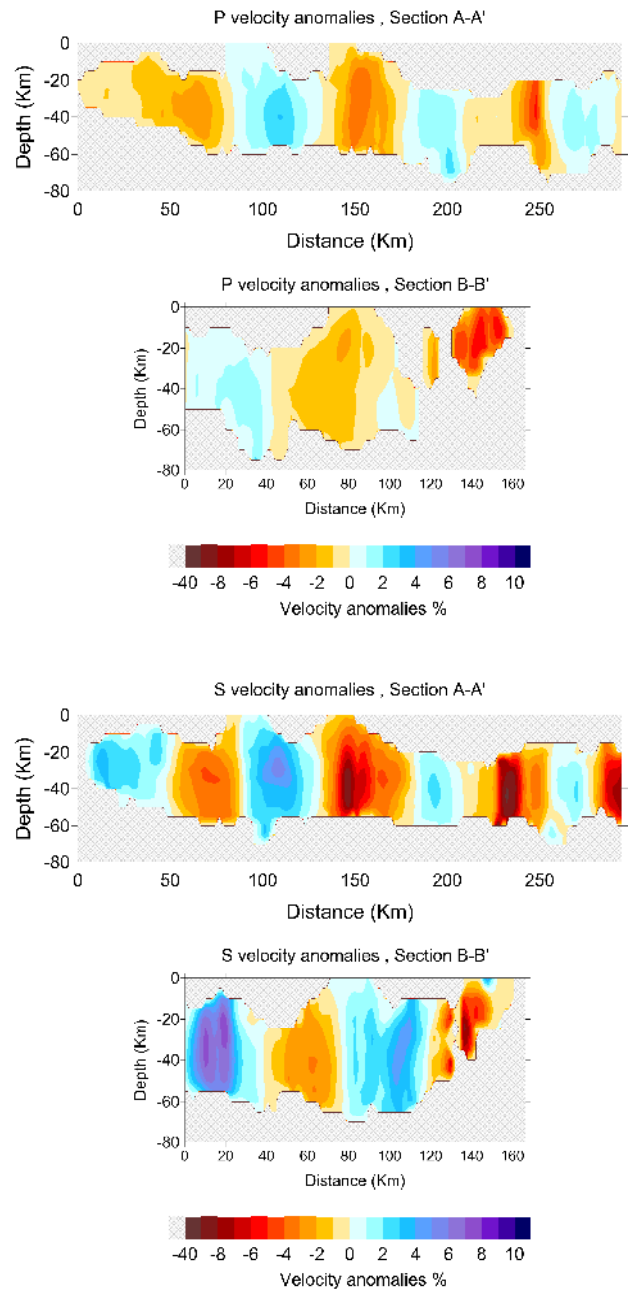 P velocity anomalies , Section A-A'
0
-20
-40
-60
-80
Depth (Km)
0 50 100 150 200 250
Distance (Km)
P velocity anomalies , Section B-B'
0
-20
-40
-60
-80
Depth (Km)
0 20 40 60 80 100 120 140 160
Distance (Km)
-40 -8 -6 -4 -2 0 2 4 6 8 10
Velocity anomalies %
S velocity anomalies , Section A-A'
0
-20
-40
-60
-80
Depth (Km)
0 50 100 150 200 250
Distance (Km)
S velocity anomalies , Section B-B'
0
-20
-40
-60
-80
Depth (Km)
0 20 40 60 80 100 120 140 160
Distance (Km)
-40 -8 -6 -4 -2 0 2 4 6 8 10
Velocity anomalies %